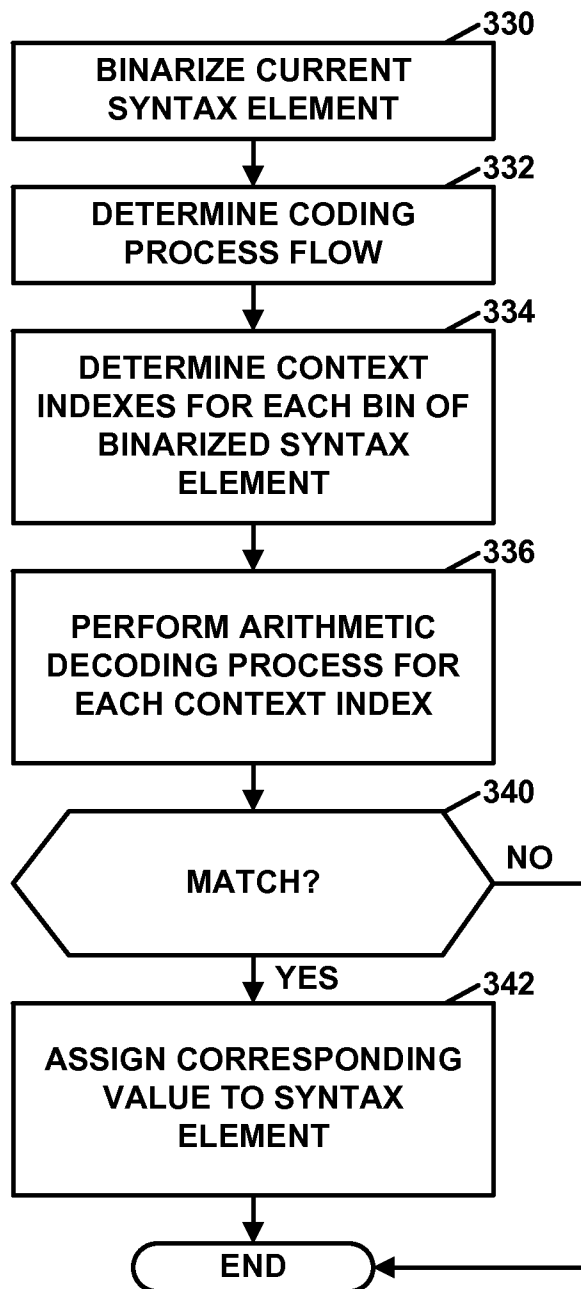 330
BINARIZE CURRENT
SYNTAX ELEMENT
332
DETERMINE CODING
PROCESS FLOW
334
DETERMINE CONTEXT
INDEXES FOR EACH BIN OF
BINARIZED SYNTAX
ELEMENT
336
PERFORM ARITHMETIC
DECODING PROCESS FOR
EACH CONTEXT INDEX
340
MATCH?
NO
YES
342
ASSIGN CORRESPONDING
VALUE TO SYNTAX
ELEMENT
END